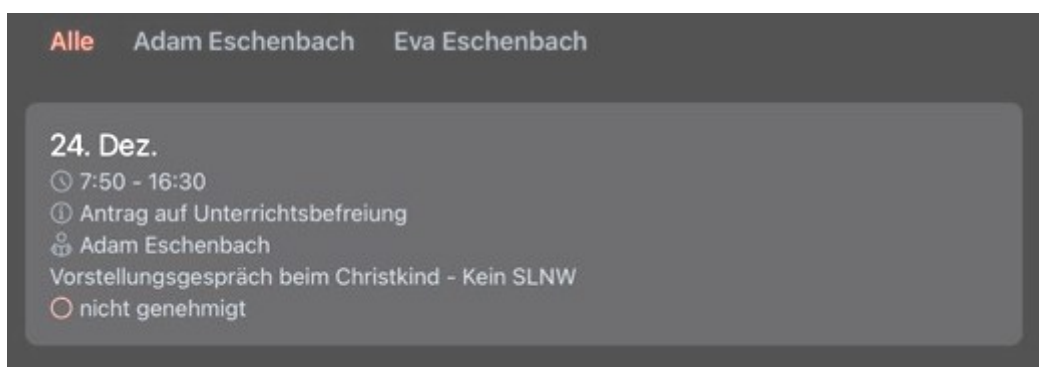 Alle Adam Eschenbach Eva Eschenbach
24. Dez.
7:50 - 16:30
Antrag auf Unterrichtsbefreiung
Adam Eschenbach
Vorstellungsgespräch beim Christkind - Kein SLNW
nicht genehmigt